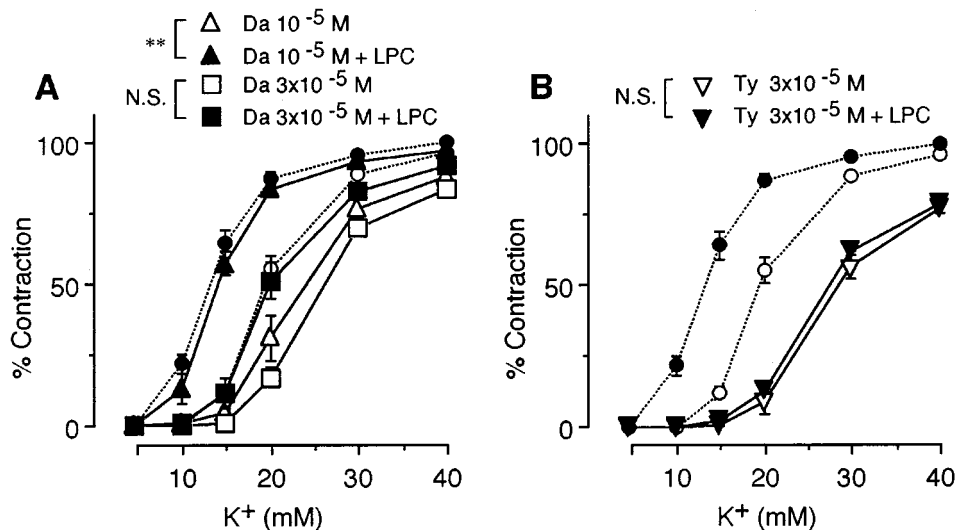 Da 10 -5 M
** Da 10 -5 M + LPC
Da 3x10 -5 M
N.S.
Da 3x10 -5 M + LPC
A
% Contraction
100
50
0
10 20 30 40
K+ (mM)
B
N.S.
Ty 3x10 -5 M
Ty 3x10 -5 M + LPC
% Contraction
100
50
0
10 20 30 40
K+ (mM)